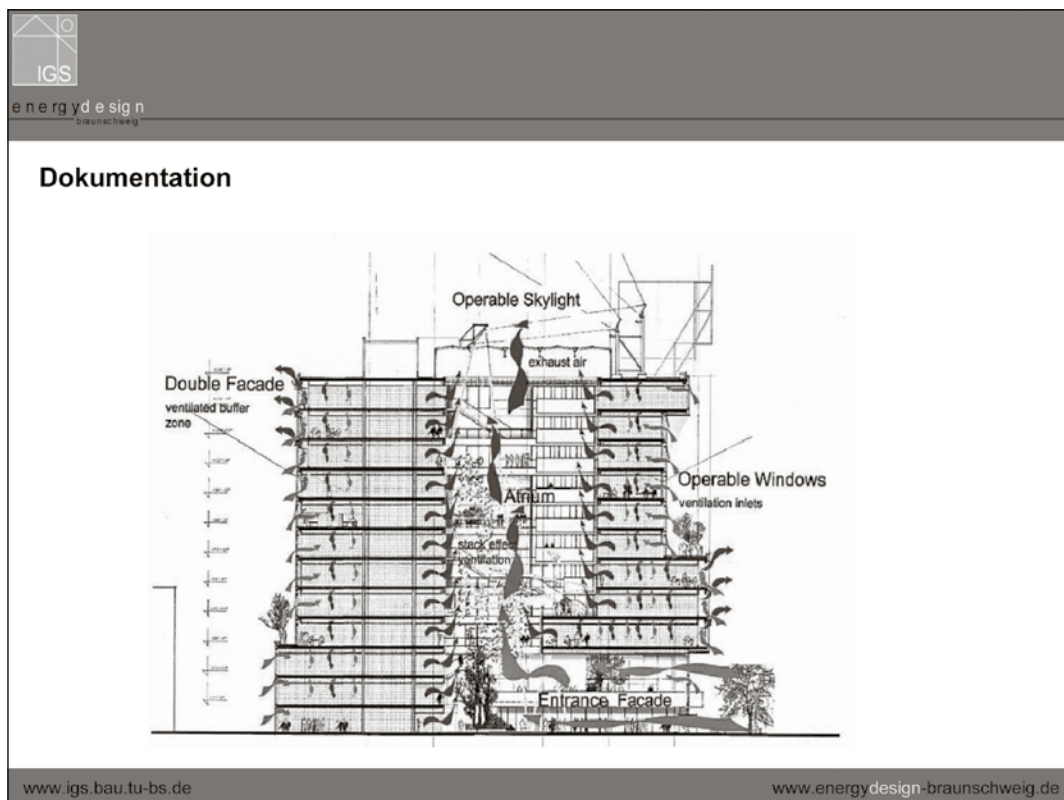 IGS
energydesign
braunschweig
Dokumentation
Operable Skylight
exhaust air
Double Facade
ventilated buffer
zone
Operable Windows
ventilation inlets
Atrium
stack effect
ventilation
Entrance Facade
www.igs.bau.tu-bs.de
www.energydesign-braunschweig.de